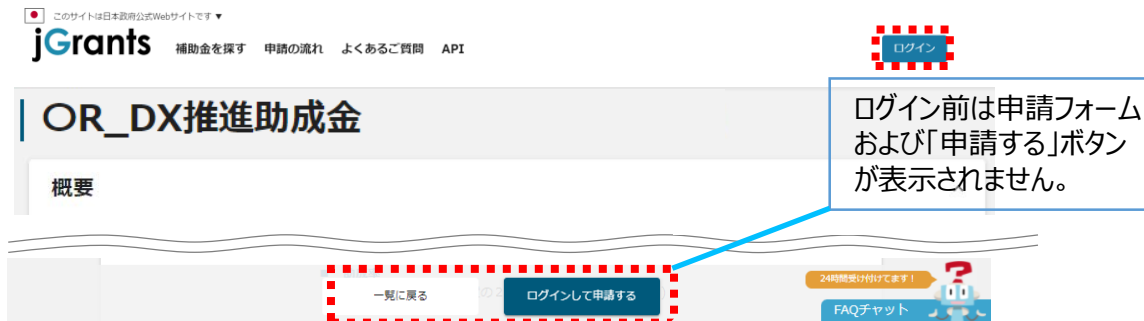 このサイトは日本政府公式Webサイトです ▼
jGrants 補助金を探す 申請の流れ よくあるご質問 API
ログイン
OR_DX推進助成金
ログイン前は申請フォーム
および「申請する」ボタン
が表示されません。
概要
24時間受け付けてます！
一覧に戻る
ログインして申請する
FAQチャット